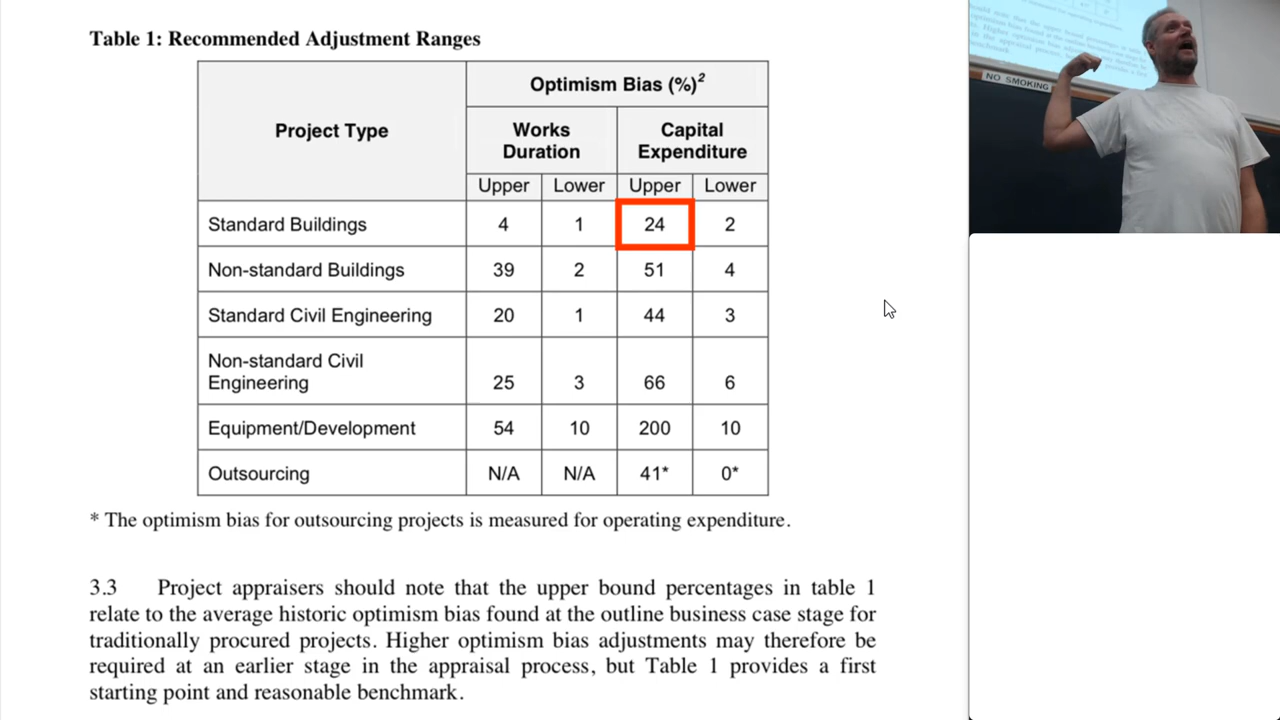 Table 1: Recommended Adjustment Ranges
Project Type
Optimism Bias (%)2
Works
Duration
Capital
Expenditure
Upper Lower Upper Lower
Standard Buildings 4 1 24 2
Non-standard Buildings 39 2 51 4
Standard Civil Engineering 20 1 44 3
Non-standard Civil
Engineering 25 3 66 6
Equipment/Development 54 10 200 10
Outsourcing N/A N/A 41* 0*
* The optimism bias for outsourcing projects is measured for operating expenditure.
3.3 Project appraisers should note that the upper bound percentages in table 1
relate to the average historic optimism bias found at the outline business case stage for
traditionally procured projects. Higher optimism bias adjustments may therefore be
required at an earlier stage in the appraisal process, but Table 1 provides a first
starting point and reasonable benchmark.
NO SMOKING